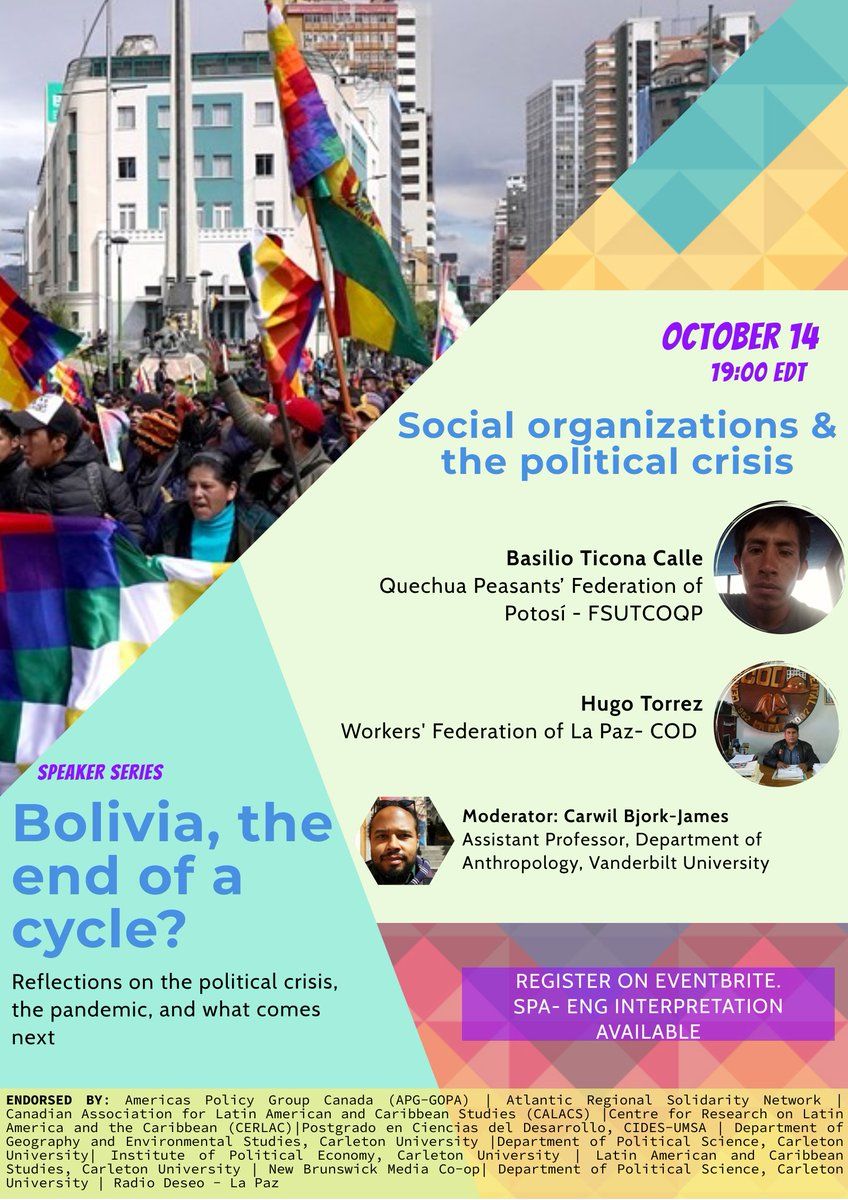 OCTOBER 14
19:00 EDT
Social organizations &
the political crisis
Basilio Ticona Calle
Quechua Peasants’ Federation of
Potosí - FSUTCOQP
Hugo Torrez
Workers' Federation of La Paz- COD
Moderator: Carwil Bjork-James
Assistant Professor, Department of
Anthropology, Vanderbilt University
SPEAKER SERIES
Bolivia, the
end of a
cycle?
Reflections on the political crisis,
the pandemic, and what comes
next
REGISTER ON EVENTBRITE.
SPA- ENG INTERPRETATION
AVAILABLE
ENDORSED BY: Americas Policy Group Canada (APG-GOPA) | Atlantic Regional Solidarity Network |
Canadian Association for Latin American and Caribbean Studies (CALACS) |Centre for Research on Latin
America and the Caribbean (CERLAC)|Postgrado en Ciencias del Desarrollo, CIDES-UMSA | Department of
Geography and Environmental Studies, Carleton University |Department of Political Science, Carleton
University| Institute of Political Economy, Carleton University | Latin American and Caribbean
Studies, Carleton University | New Brunswick Media Co-op| Department of Political Science, Carleton
University | Radio Deseo - La Paz